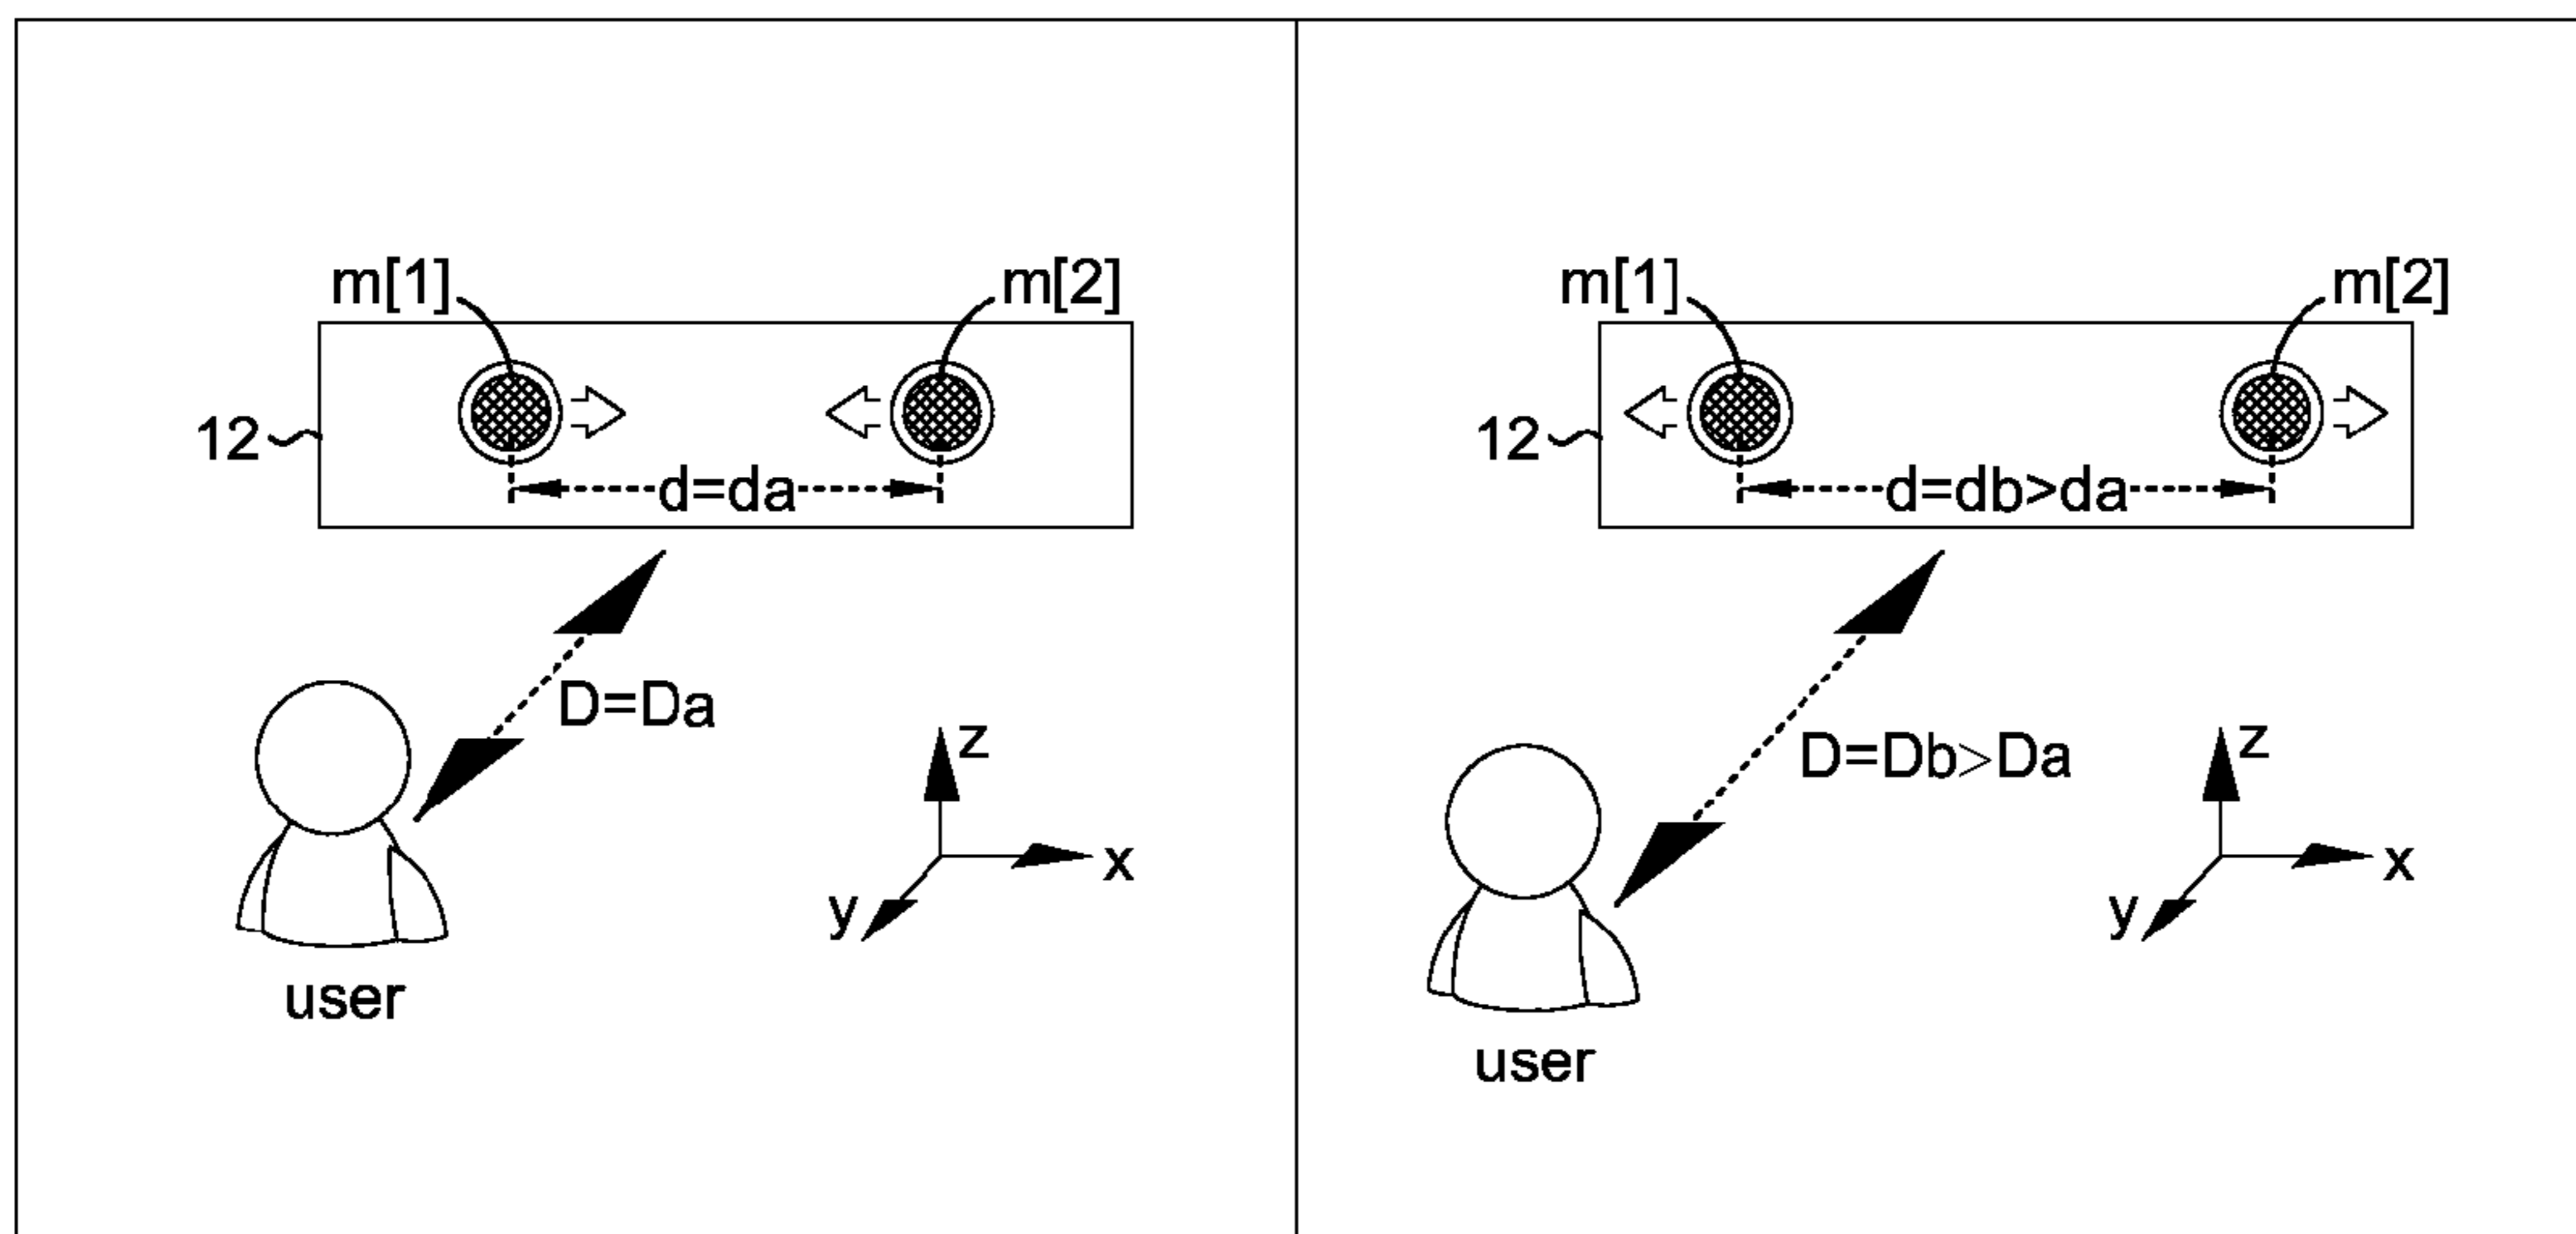 m[1]
m[2]
12
d=da
D=Da
z
x
y
user
m[1]
m[2]
12
d=db>da
D=Db>Da
z
x
y
user